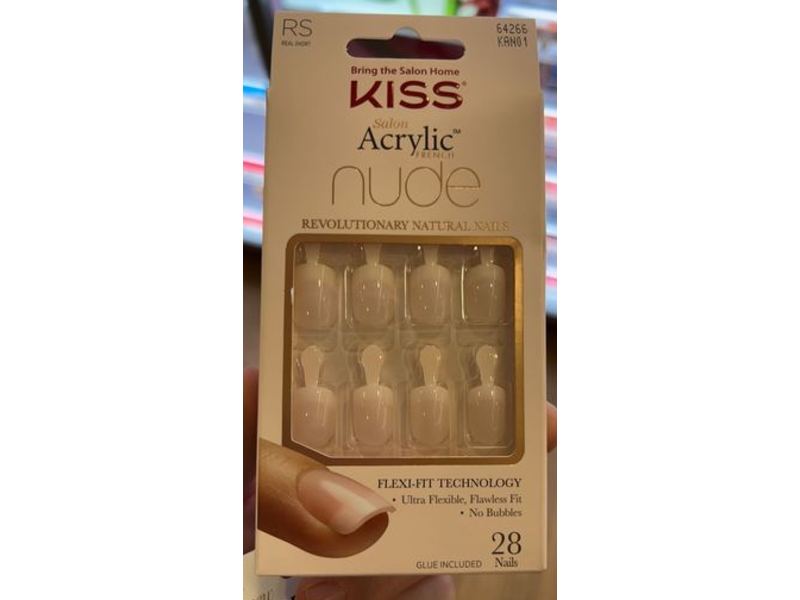 RS
REAL SHORT
64266
KAN01
Bring the Salon Home
KISS®
Salon
Acrylic™
FRENCH
nude
REVOLUTIONARY NATURAL NAILS
FLEXI-FIT TECHNOLOGY
• Ultra Flexible, Flawless Fit
• No Bubbles
28
GLUE INCLUDED Nails